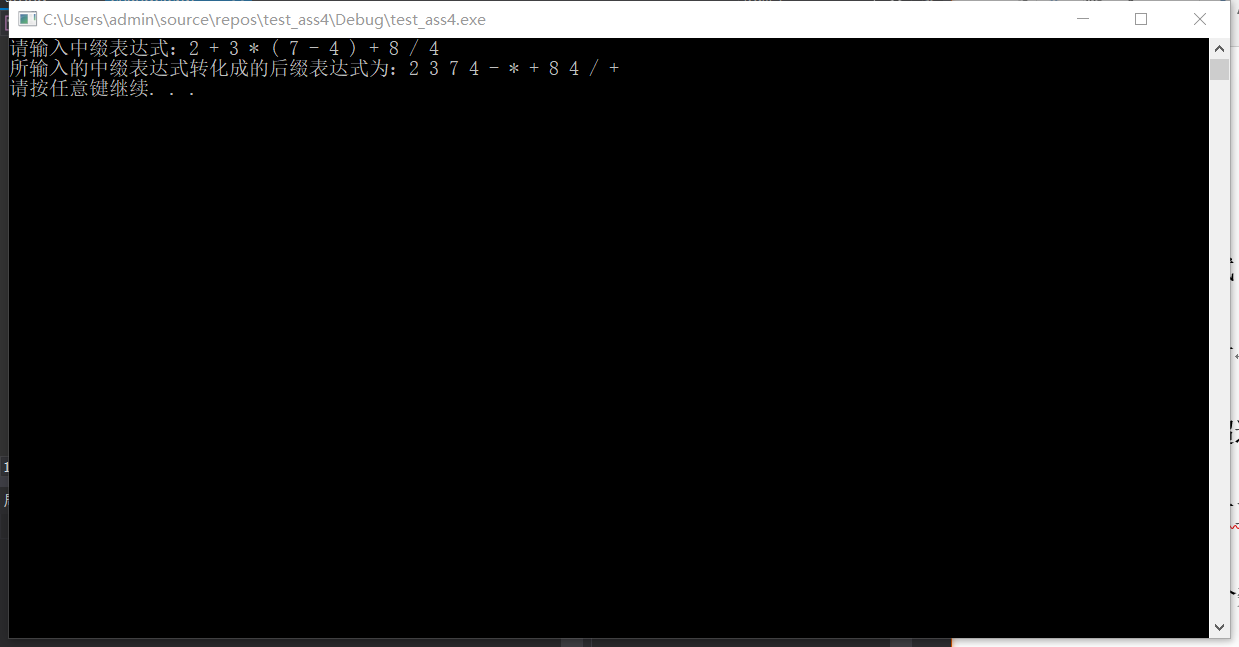 C:\Users\admin\source\repos\test_ass4\Debug\test_ass4.exe
请输入中缀表达式：2 + 3 * ( 7 - 4 ) + 8 / 4
所输入的中缀表达式转化成的后缀表达式为：2 3 7 4 - * + 8 4 / +
请按任意键继续. . .